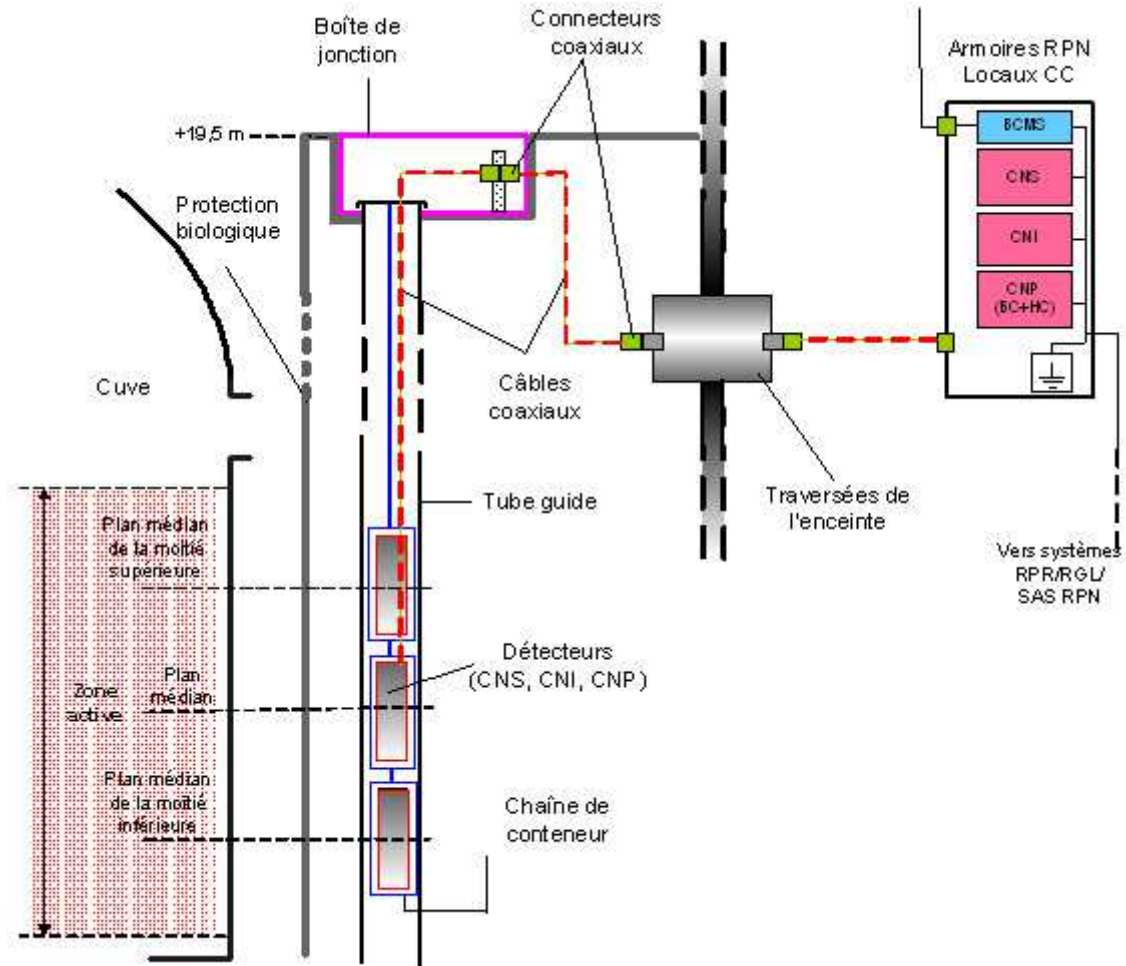 Boîte de
jonction
Connecteurs
coaxiaux
Armoires RPN
Locaux CC
+19,5 m
BCMS
CNS
CNI
CNP
(BC+HC)
Protection
biologique
Cuve
Câbles
coaxiaux
Tube guide
Traversées de
l'enceinte
Vers systèmes
RPR/RGL/
SAS RPN
Plan médian
de la moitié
supérieure
Détecteurs
(CNS, CNI, CNP)
Zone
active
Plan
médian
Plan médian
de la moitié
inférieure
Chaîne de
conteneur